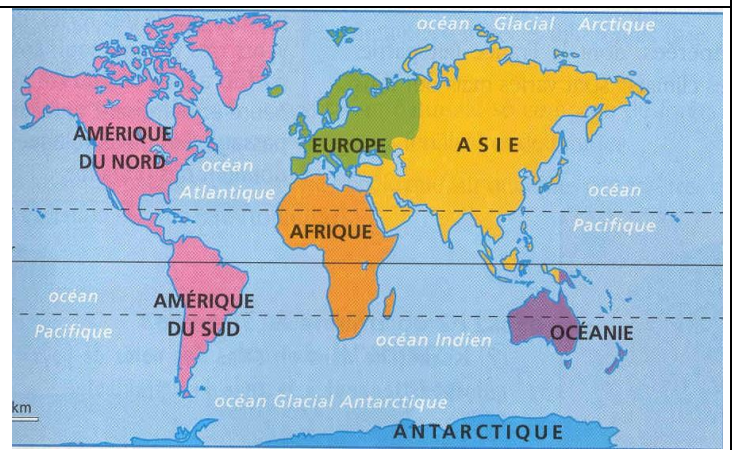 océan Glacial Arctique
AMÉRIQUE
DU NORD
océan
Atlantique
EUROPE
ASIE
océan
Pacifique
AFRIQUE
océan
Pacifique
AMÉRIQUE
DU SUD
océan Indien
OCÉANIE
km
océan Glacial Antarctique
ANTARCTIQUE